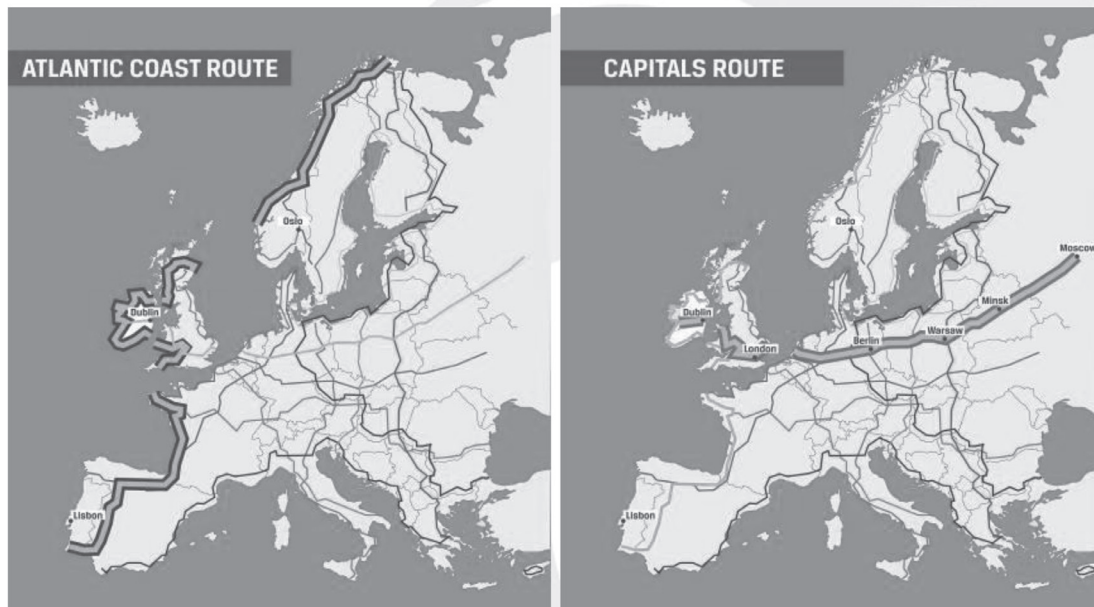 ATLANTIC COAST ROUTE
Oslo
Dublin
Lisbon
CAPITALS ROUTE
Oslo
Moscow
Minsk
Dublin
Warsaw
London
Berlin
Lisbon